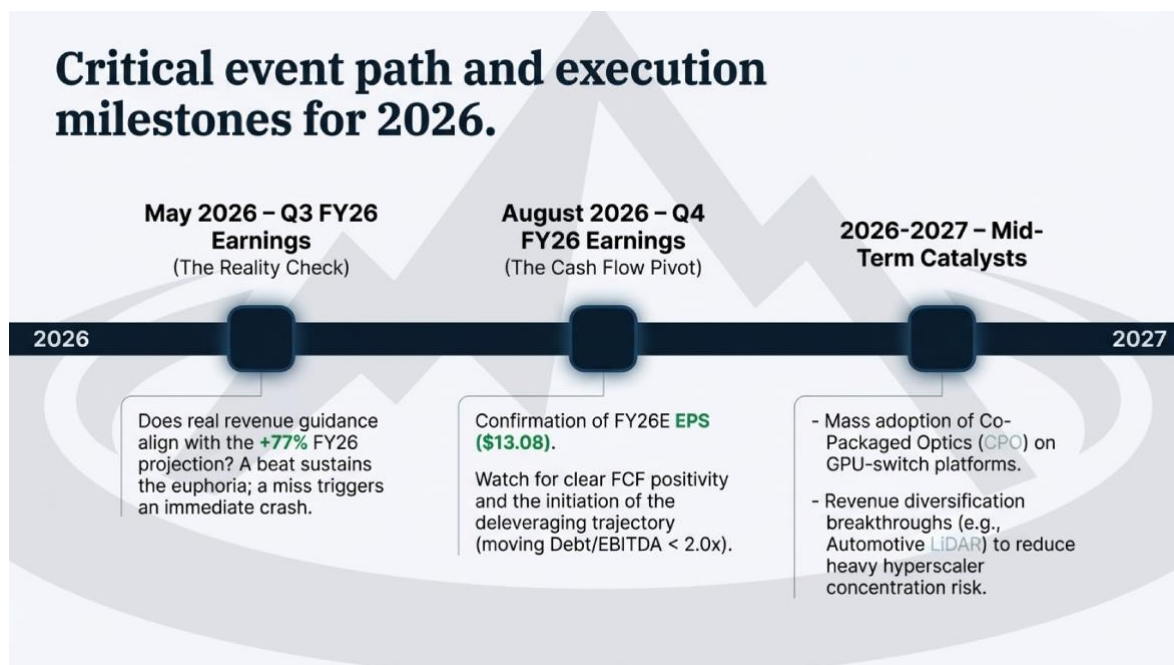 Critical event path and execution
milestones for 2026.
May 2026 – Q3 FY26
Earnings
(The Reality Check)
August 2026 – Q4
FY26 Earnings
(The Cash Flow Pivot)
2026-2027 – Mid-
Term Catalysts
2026
2027
Does real revenue guidance
align with the +77% FY26
projection? A beat sustains
the euphoria; a miss triggers
an immediate crash.
Confirmation of FY26E EPS
($13.08).
Watch for clear FCF positivity
and the initiation of the
deleveraging trajectory
(moving Debt/EBITDA < 2.0x).
- Mass adoption of Co-
Packaged Optics (CPO) on
GPU-switch platforms.
- Revenue diversification
breakthroughs (e.g.,
Automotive LiDAR) to reduce
heavy hyperscaler
concentration risk.